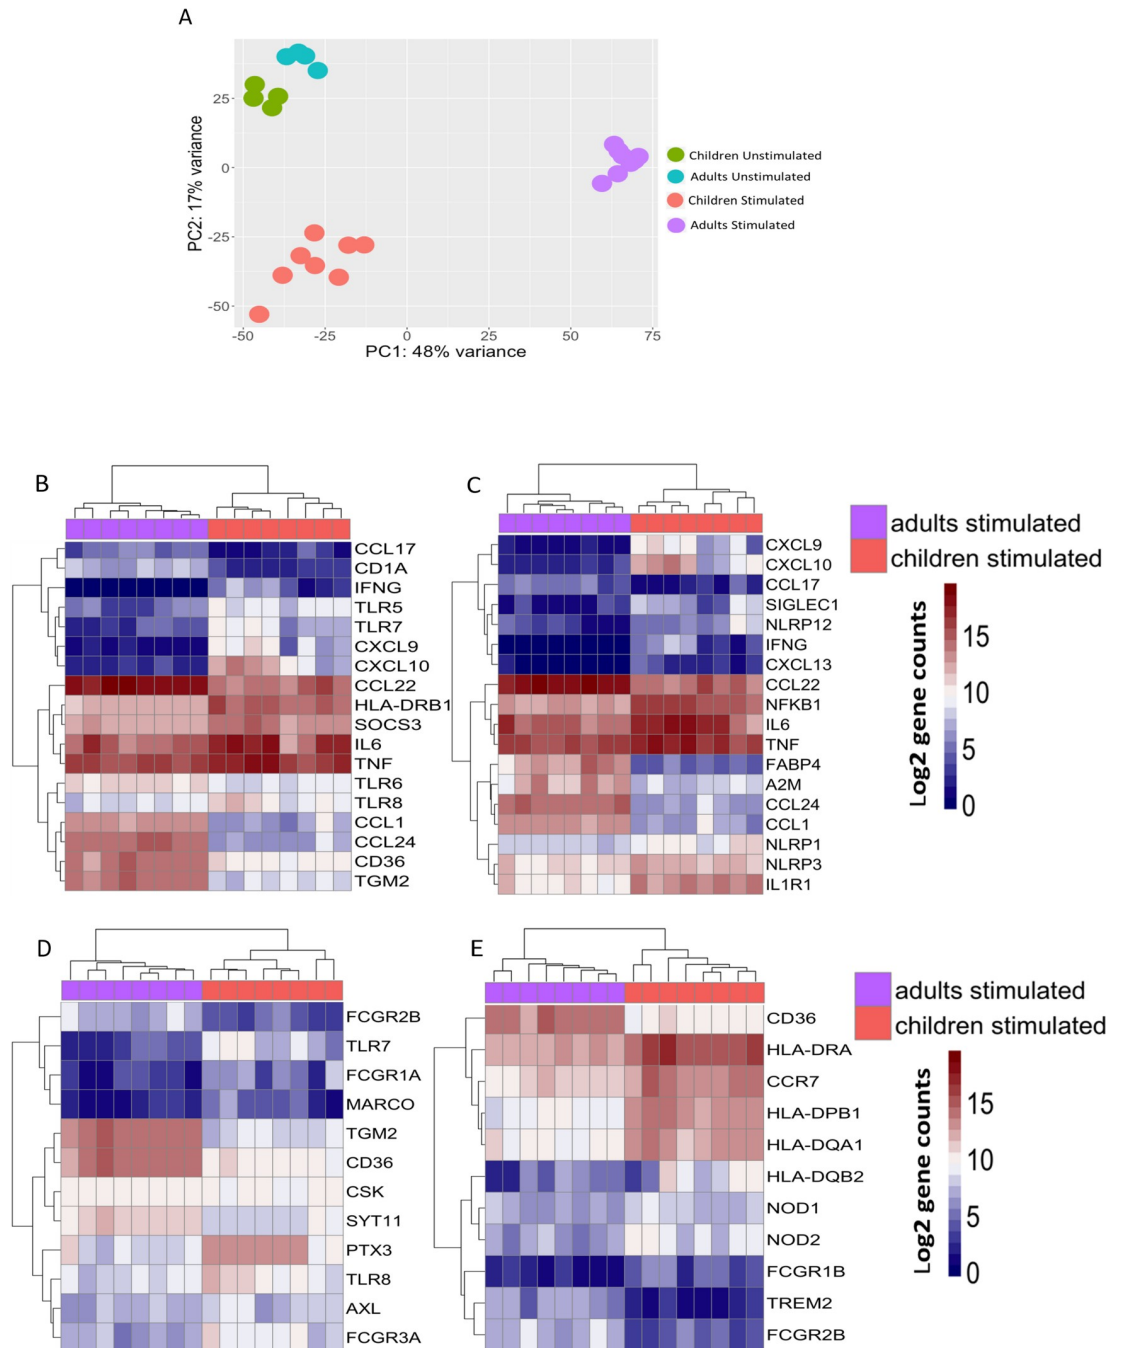 A
PC2: 17% variance
25
0
-25
-50
-50
-25
0
25
50
75
PC1: 48% variance
Children Unstimulated
Adults Unstimulated
Children Stimulated
Adults Stimulated
B
CCL17
CD1A
IFNG
TLR5
TLR7
CXCL9
CXCL10
CCL22
HLA-DRB1
SOCS3
IL6
TNF
TLR6
TLR8
CCL1
CCL24
CD36
TGM2
C
CXCL9
CXCL10
CCL17
SIGLEC1
NLRP12
IFNG
CXCL13
CCL22
NFKB1
IL6
TNF
FABP4
A2M
CCL24
CCL1
NLRP1
NLRP3
IL1R1
adults stimulated
children stimulated
Log2 gene counts
15
10
5
0
D
FCGR2B
TLR7
FCGR1A
MARCO
TGM2
CD36
CSK
SYT11
PTX3
TLR8
AXL
FCGR3A
E
CD36
HLA-DRA
CCR7
HLA-DPB1
HLA-DQA1
HLA-DQB2
NOD1
NOD2
FCGR1B
TREM2
FCGR2B
adults stimulated
children stimulated
Log2 gene counts
15
10
5
0